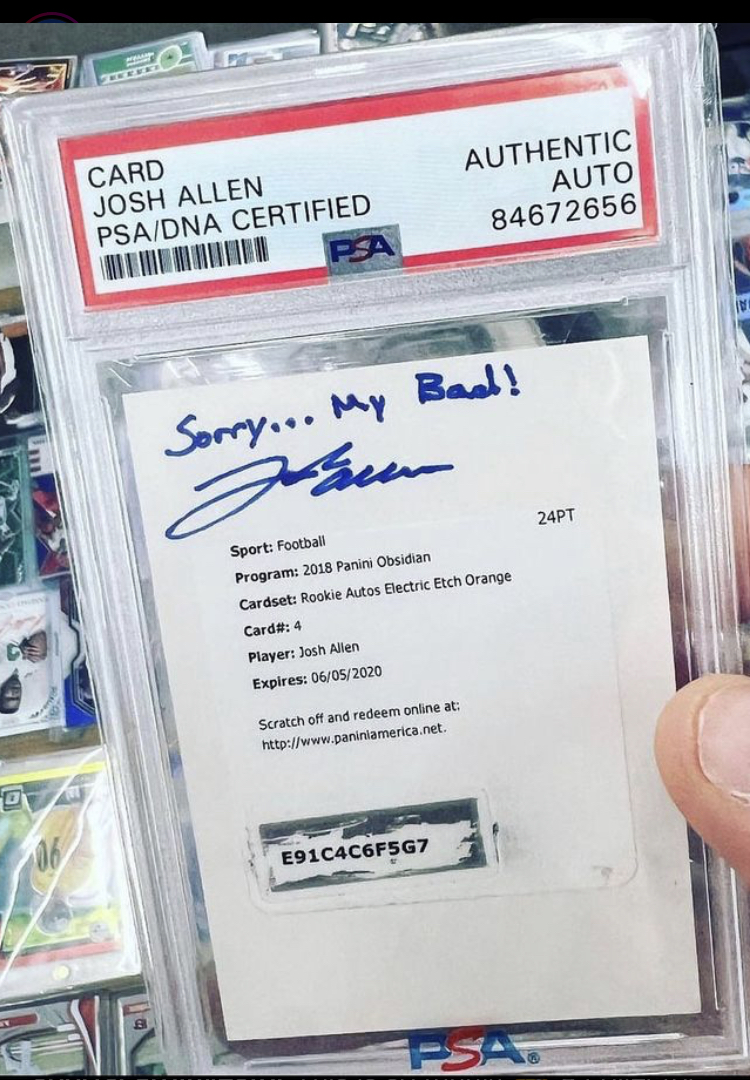 CARD
JOSH ALLEN
PSA/DNA CERTIFIED
AUTHENTIC
AUTO
84672656
PSA
Sorry... My Bad!
Josh Allen
24PT
Sport: Football
Program: 2018 Panini Obsidian
Cardset: Rookie Autos Electric Etch Orange
Card#: 4
Player: Josh Allen
Expires: 06/05/2020
Scratch off and redeem online at:
http://www.paniniamerica.net.
E91C4C6F5G7
PSA®